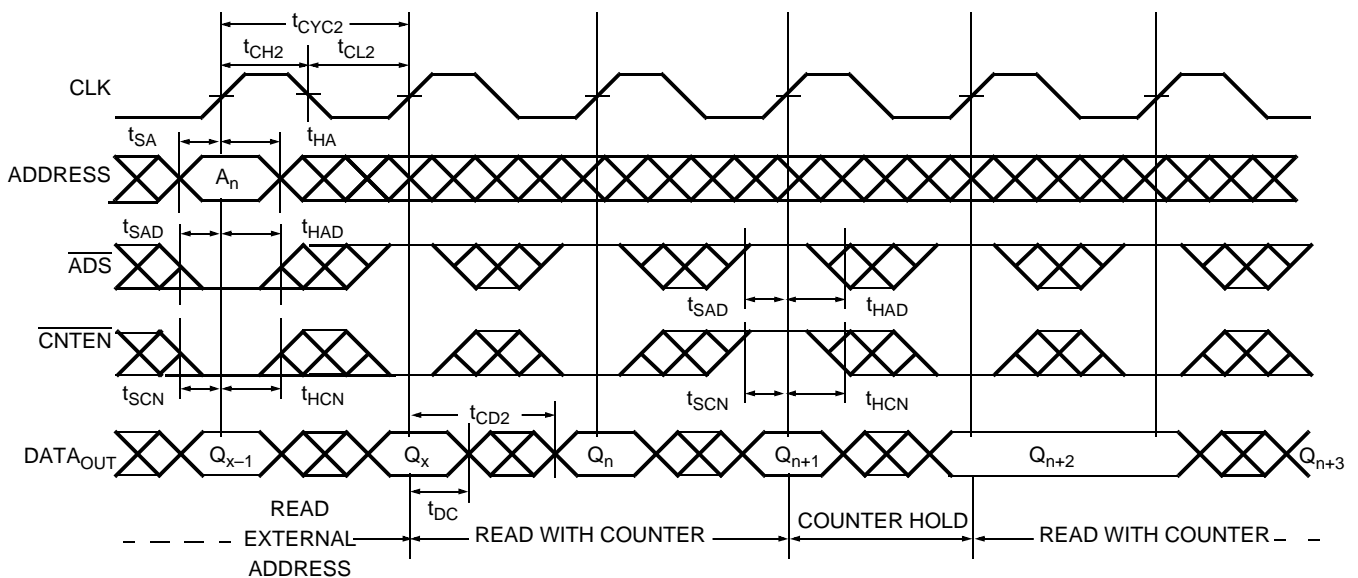 tCYC2
tCH2 tCL2
CLK
tSA tHA
ADDRESS An
tSAD tHAD
ADS
tSAD tHAD
CNTEN
tSCN tHCN tSCN tHCN
tCD2
DATAOUT Qx–1 Qx Qn Qn+1 Qn+2 Qn+3
tDC
READ EXTERNAL ADDRESS
READ WITH COUNTER
COUNTER HOLD
READ WITH COUNTER